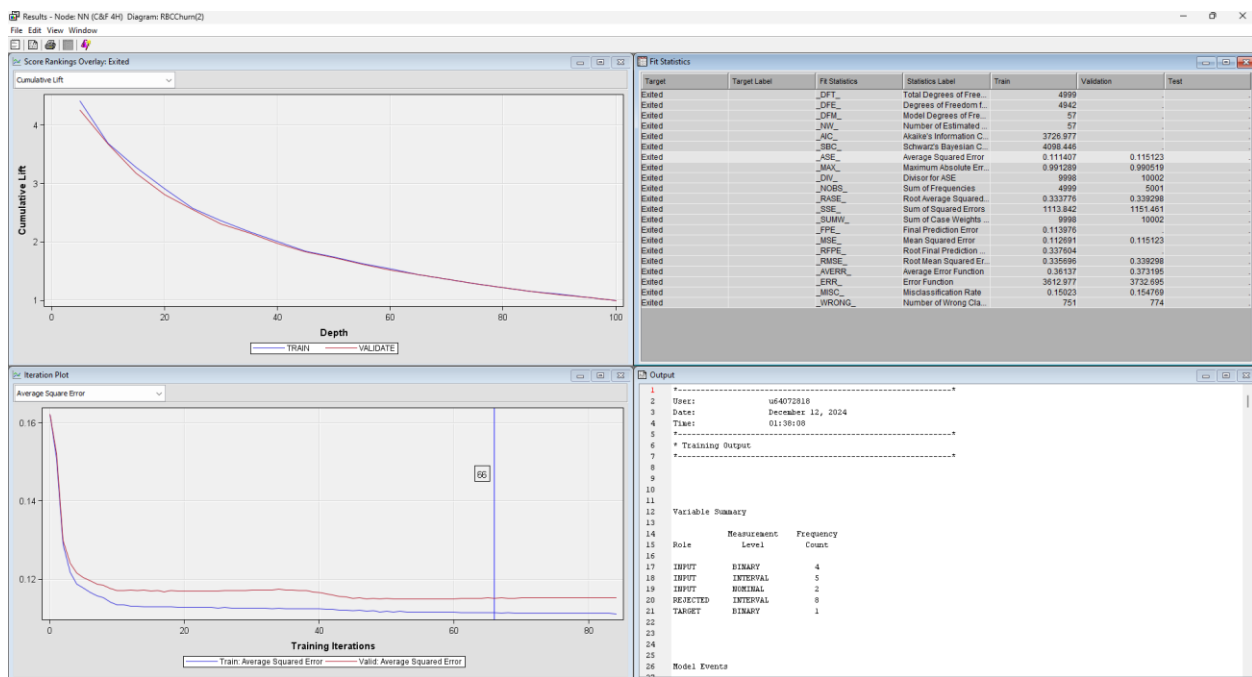 Results - Node: NN (C&F 4H) Diagram: RBCChurn(2)
File Edit View Window
Score Rankings Overlay: Exited
Cumulative Lift
Cumulative Lift
4
3
2
1
0 20 40 60 80 100
Depth
TRAIN VALIDATE
Fit Statistics
Target Target Label Fit Statistics Statistics Label Train Validation Test
Exited _DFT_ Total Degrees of Free... 4999 .
Exited _DFE_ Degrees of Freedom f... 4942 .
Exited _DFM_ Model Degrees of Fre... 57 .
Exited _NW_ Number of Estimated ... 57 .
Exited _AIC_ Akaike's Information C... 3726.977 .
Exited _SBC_ Schwarz's Bayesian C... 4098.446 .
Exited _ASE_ Average Squared Error 0.111407 0.115123
Exited _MAX_ Maximum Absolute Err... 0.991289 0.990519
Exited _DIV_ Divisor for ASE 9998 10002
Exited _NOBS_ Sum of Frequencies 4999 5001
Exited _RASE_ Root Average Squared... 0.333776 0.339298
Exited _SSE_ Sum of Squared Errors 1113.842 1151.461
Exited _SUMW_ Sum of Case Weights ... 9998 10002
Exited _FPE_ Final Prediction Error 0.113976 .
Exited _MSE_ Mean Squared Error 0.112691 0.115123
Exited _RFPE_ Root Final Prediction ... 0.337604 .
Exited _RMSE_ Root Mean Squared Er... 0.335696 0.339298
Exited _AVERR_ Average Error Function 0.36137 0.373195
Exited _ERR_ Error Function 3612.977 3732.695
Exited _MISC_ Misclassification Rate 0.15023 0.154769
Exited _WRONG_ Number of Wrong Cla... 751 774
Iteration Plot
Average Square Error
0.16
0.14
0.12
66
0 20 40 60 80
Training Iterations
Train: Average Squared Error Valid: Average Squared Error
Output
1 *------------------------------------------------------------*
2 User: u64072818
3 Date: December 12, 2024
4 Time: 01:38:08
5 *------------------------------------------------------------*
6 * Training Output
7 *------------------------------------------------------------*
8
9
10
11
12 Variable Summary
13
14 Measurement Frequency
15 Role Level Count
16
17 INPUT BINARY 4
18 INPUT INTERVAL 5
19 INPUT NOMINAL 2
20 REJECTED INTERVAL 8
21 TARGET BINARY 1
22
23
24
25
26 Model Events